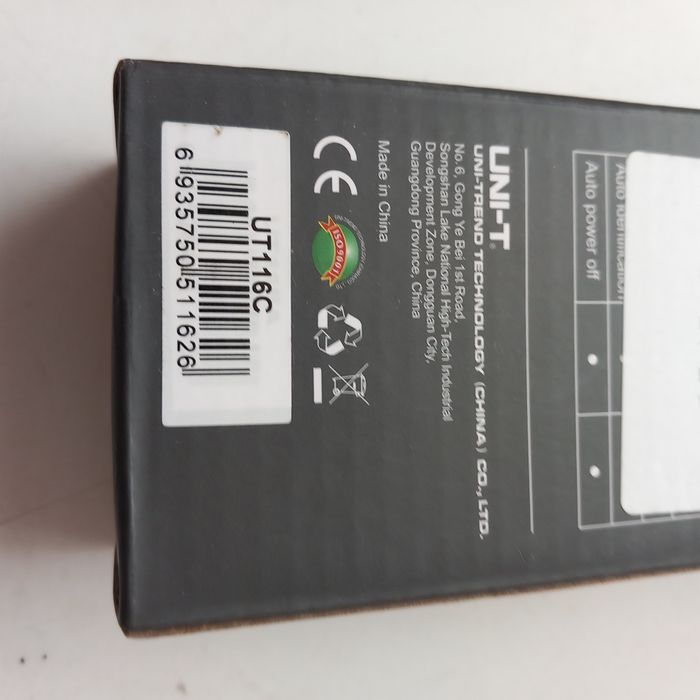 Auto identification
Auto power off
UNI-T®
UNI-TREND TECHNOLOGY (CHINA) CO., LTD.
No.6, Gong Ye Bei 1st Road,
Songshan Lake National High-Tech Industrial
Development Zone, Dongguan City,
Guangdong Province, China
Made in China
CE
ISO9001
UT116C
6 935750 511626